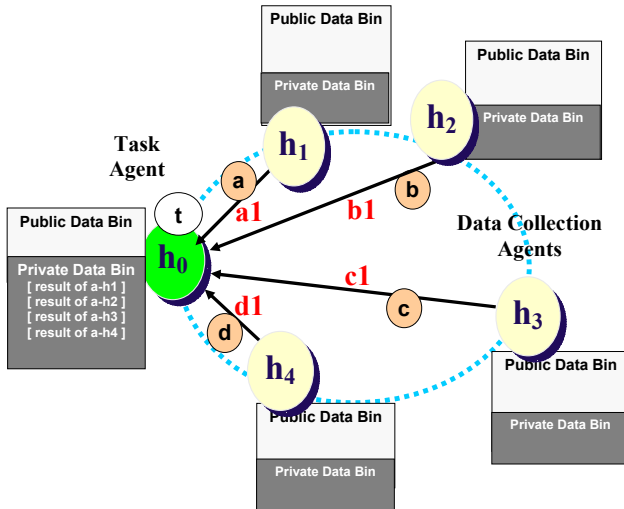 Public Data Bin
Private Data Bin
Public Data Bin
Private Data Bin
h1
h2
Task
Agent
a
a1
b
b1
t
Public Data Bin
Private Data Bin
[ result of a-h1 ]
[ result of a-h2 ]
[ result of a-h3 ]
[ result of a-h4 ]
h0
Data Collection
Agents
c1
c
h3
d1
d
h4
Public Data Bin
Private Data Bin
Public Data Bin
Private Data Bin